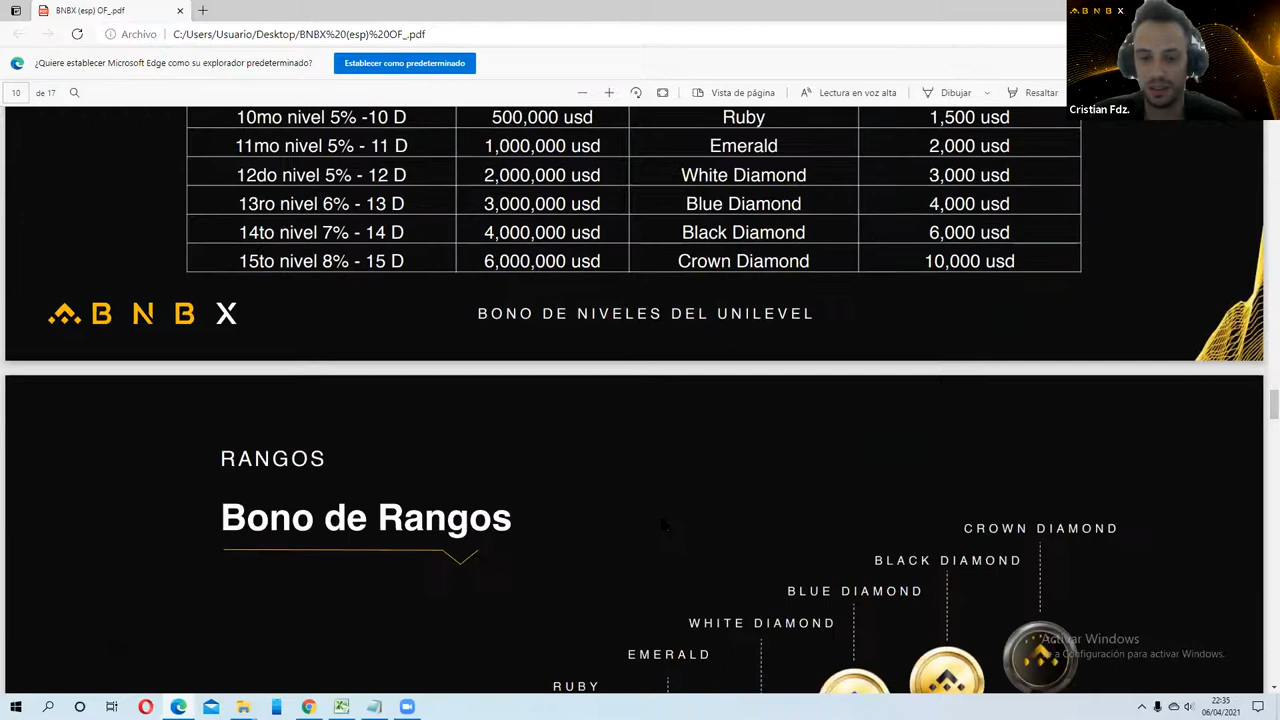 BNBX (esp) OF_.pdf
Archivo C:/Users/Usuario/Desktop/BNBX%20(esp)%20OF_.pdf
¿Quiere establecer Microsoft Edge como su explorador predeterminado? Establecer como predeterminado
10 de 17 Vista de página Lectura en voz alta Dibujar Resaltar
BNBX
Cristian Fdz.
10mo nivel 5% -10 D 500,000 usd Ruby 1,500 usd
11mo nivel 5% - 11 D 1,000,000 usd Emerald 2,000 usd
12do nivel 5% - 12 D 2,000,000 usd White Diamond 3,000 usd
13ro nivel 6% - 13 D 3,000,000 usd Blue Diamond 4,000 usd
14to nivel 7% - 14 D 4,000,000 usd Black Diamond 6,000 usd
15to nivel 8% - 15 D 6,000,000 usd Crown Diamond 10,000 usd
BNBX BONO DE NIVELES DEL UNILEVEL
RANGOS
Bono de Rangos
CROWN DIAMOND
BLACK DIAMOND
BLUE DIAMOND
WHITE DIAMOND
EMERALD
RUBY
Activar Windows
a Configuración para activar Windows.
22:35
06/04/2021